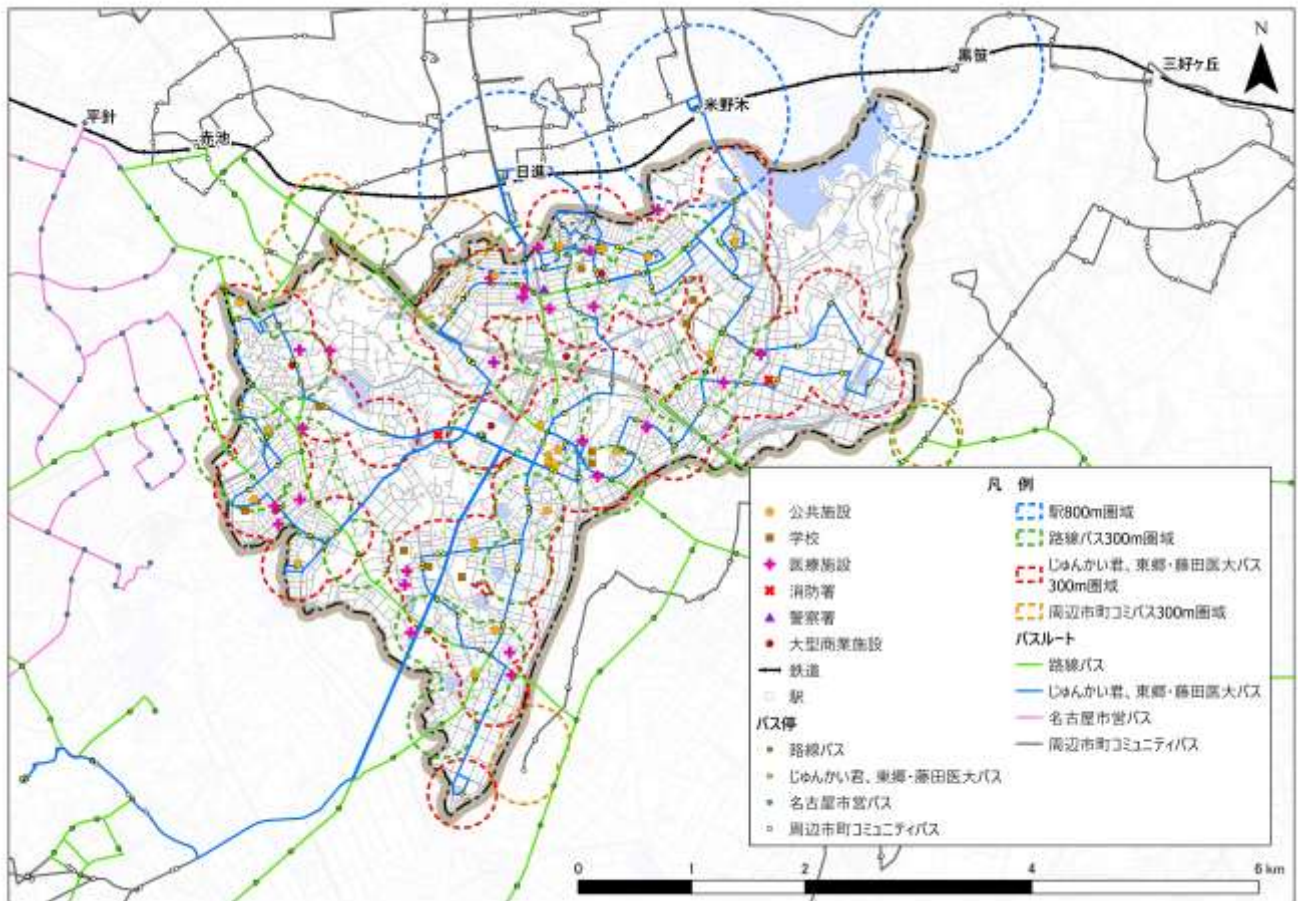 N
三好ヶ丘
黒笹
米野木
平針
赤池
日進
凡 例
公共施設
学校
医療施設
消防署
警察署
大型商業施設
鉄道
駅
バス停
路線バス
じゅんかい君、東郷・藤田医大バス
名古屋市営バス
周辺市町コミュニティバス
駅800m圏域
路線バス300m圏域
じゅんかい君、東郷・藤田医大バス
300m圏域
周辺市町コミバス300m圏域
バスルート
路線バス
じゅんかい君、東郷・藤田医大バス
名古屋市営バス
周辺市町コミュニティバス
0 1 2 4 6 km